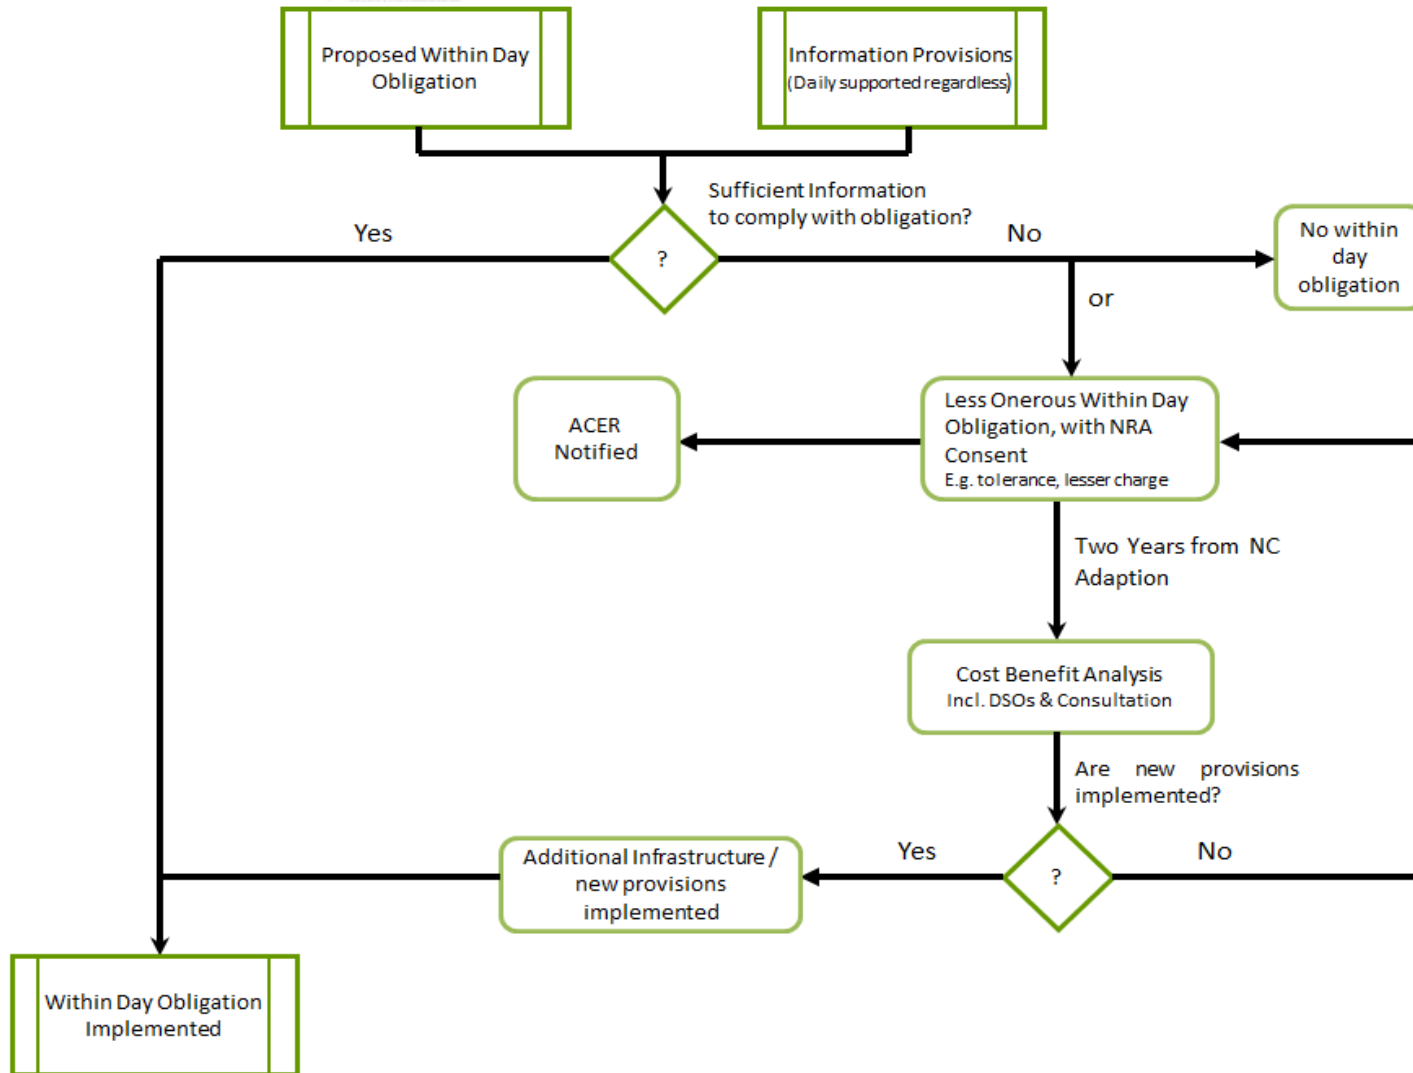 Proposed Within Day
Obligation
Information Provisions
(Daily supported regardless)
Sufficient Information
to comply with obligation?
Yes
?
No
No within
day
obligation
or
ACER
Notified
Less Onerous Within Day
Obligation, with NRA
Consent
E.g. tolerance, lesser charge
Two Years from NC
Adaption
Cost Benefit Analysis
Incl. DSOs & Consultation
Are new provisions
implemented?
Additional Infrastructure /
new provisions
implemented
Yes
?
No
Within Day Obligation
Implemented